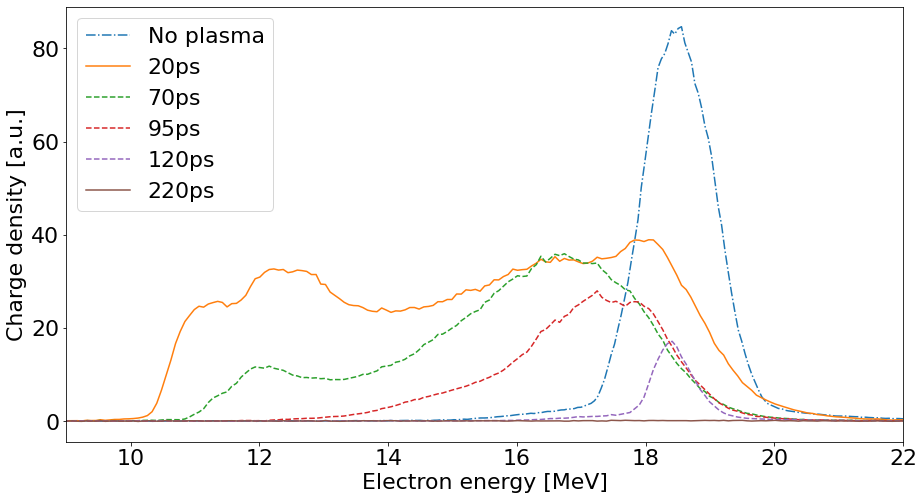 No plasma
20ps
70ps
95ps
120ps
220ps
80
60
40
20
0
Charge density [a.u.]
10 12 14 16 18 20 22
Electron energy [MeV]